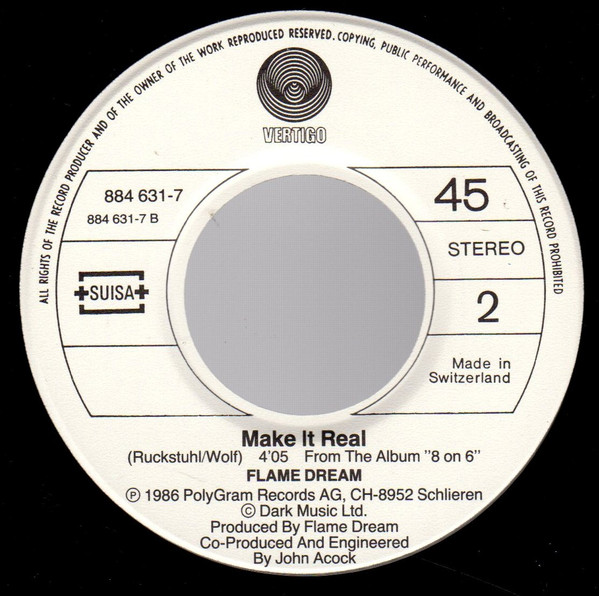 ALL RIGHTS OF THE RECORD PRODUCER AND OF THE OWNER OF THE WORK REPRODUCED RESERVED. COPYING, PUBLIC PERFORMANCE AND BROADCASTING OF THIS RECORD PROHIBITED
VERTIGO
884 631-7
884 631-7 B
SUISA
45
STEREO
2
Made in
Switzerland
Make It Real
(Ruckstuhl/Wolf) 4'05 From The Album "8 on 6"
FLAME DREAM
Ⓟ 1986 PolyGram Records AG, CH-8952 Schlieren
© Dark Music Ltd.
Produced By Flame Dream
Co-Produced And Engineered
By John Acock